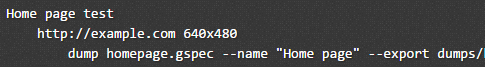 Home page test
http://example.com 640x480
dump homepage.gspec --name "Home page" --export dumps/